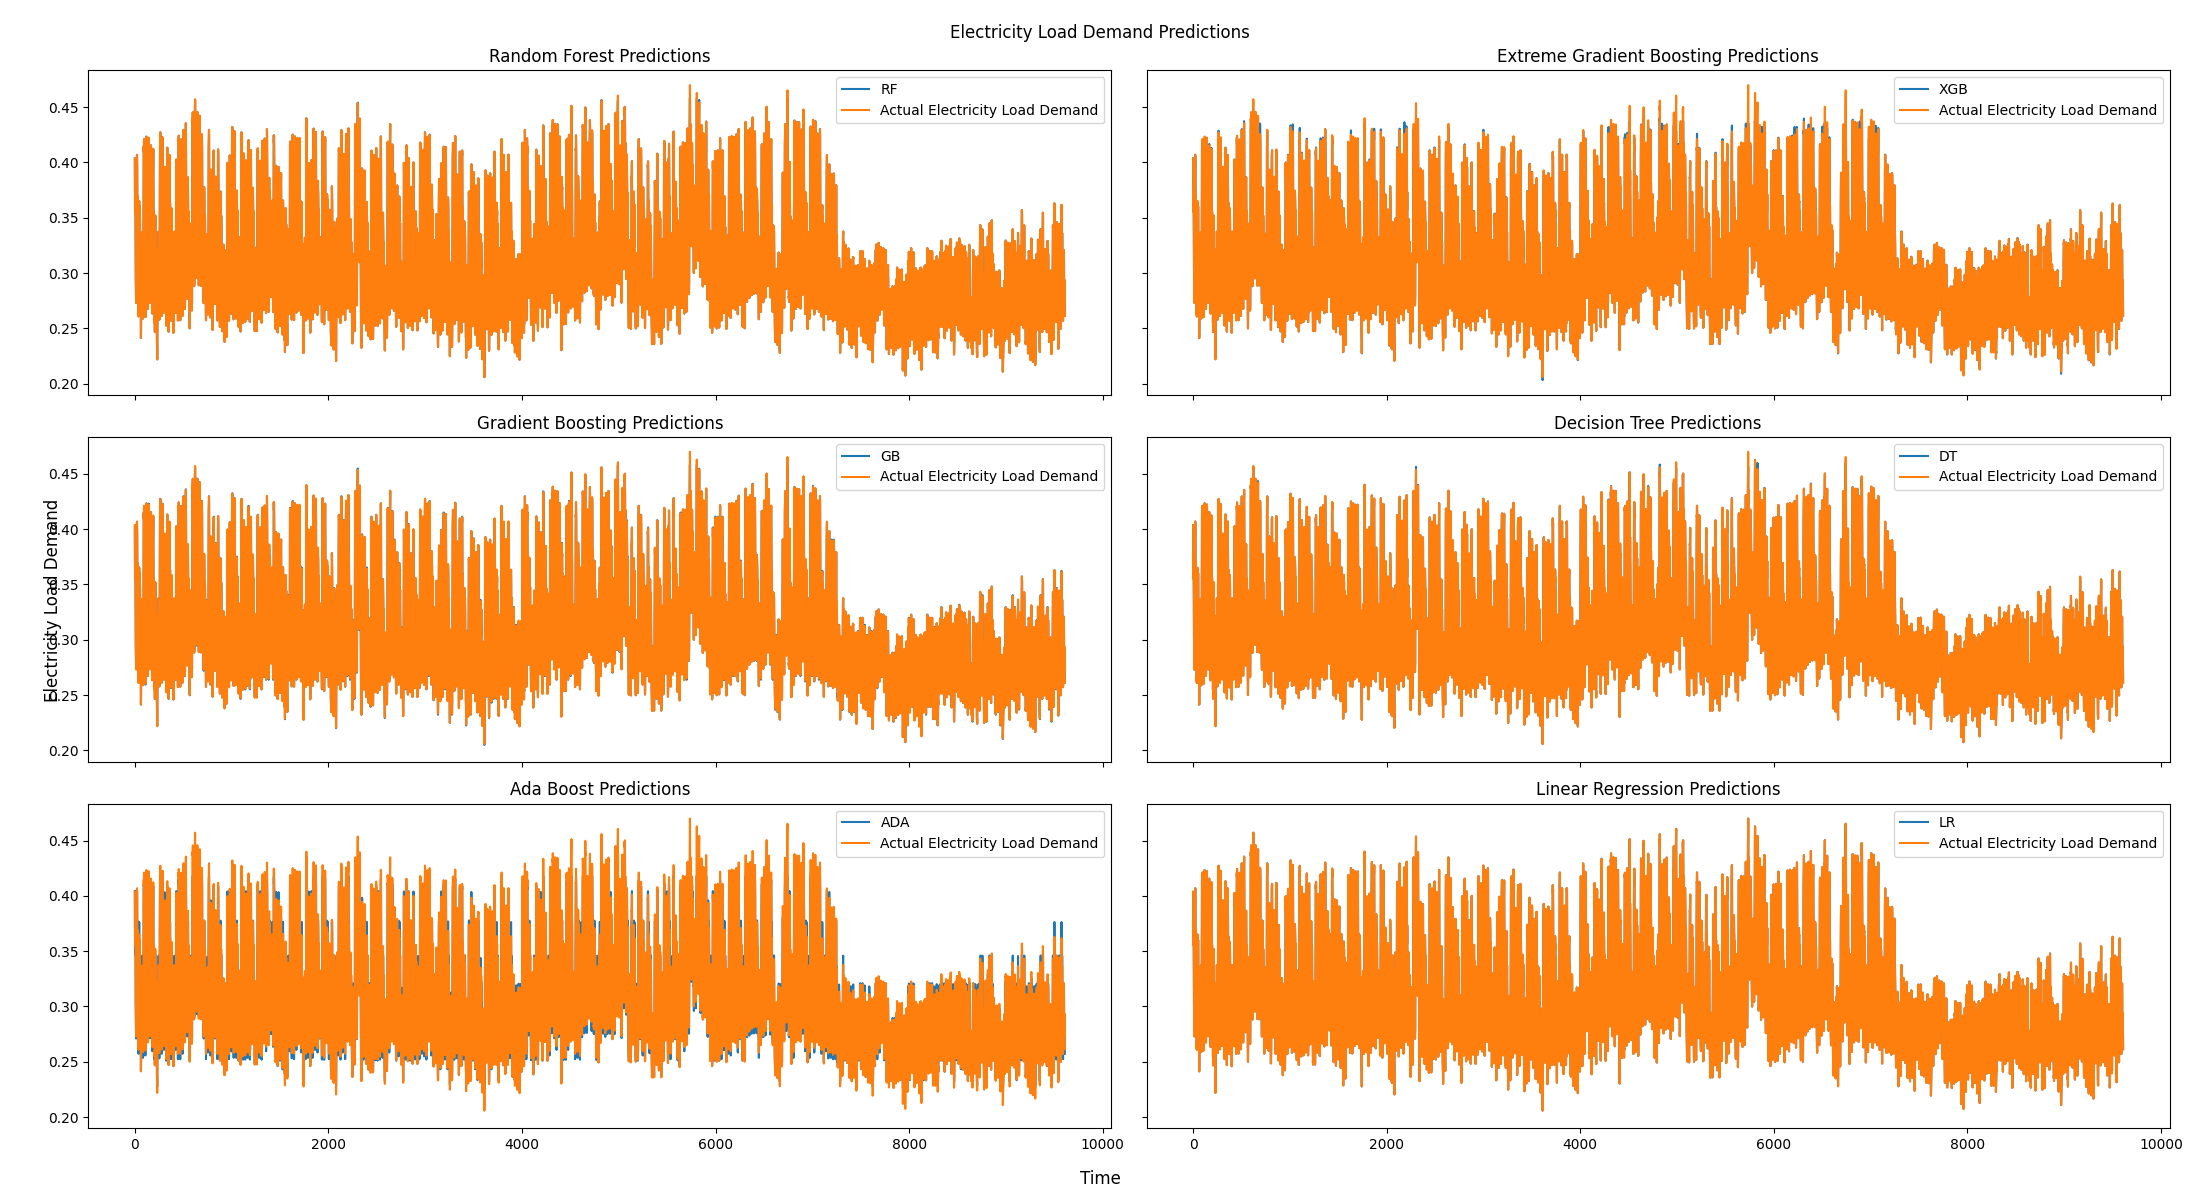 Electricity Load Demand Predictions
Random Forest Predictions
RF
Actual Electricity Load Demand
0.45
0.40
0.35
0.30
0.25
0.20
Extreme Gradient Boosting Predictions
XGB
Actual Electricity Load Demand
Gradient Boosting Predictions
GB
Actual Electricity Load Demand
0.45
0.40
0.35
0.30
0.25
0.20
Electricity Load Demand
Decision Tree Predictions
DT
Actual Electricity Load Demand
Ada Boost Predictions
ADA
Actual Electricity Load Demand
0.45
0.40
0.35
0.30
0.25
0.20
0 2000 4000 6000 8000 10000
Linear Regression Predictions
LR
Actual Electricity Load Demand
0 2000 4000 6000 8000 10000
Time